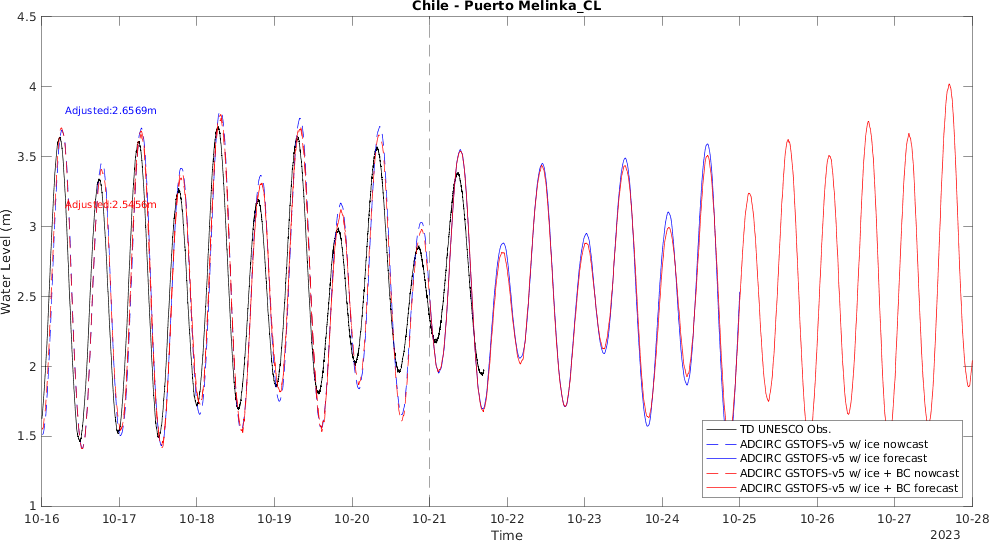 Chile - Puerto Melinka_CL
4.5
4
3.5
3
2.5
2
1.5
1
Water Level (m)
Adjusted:2.6569m
Adjusted:2.5456m
TD UNESCO Obs.
ADCIRC GSTOFS-v5 w/ ice nowcast
ADCIRC GSTOFS-v5 w/ ice forecast
ADCIRC GSTOFS-v5 w/ ice + BC nowcast
ADCIRC GSTOFS-v5 w/ ice + BC forecast
10-16 10-17 10-18 10-19 10-20 10-21 10-22 10-23 10-24 10-25 10-26 10-27 10-28
Time
2023